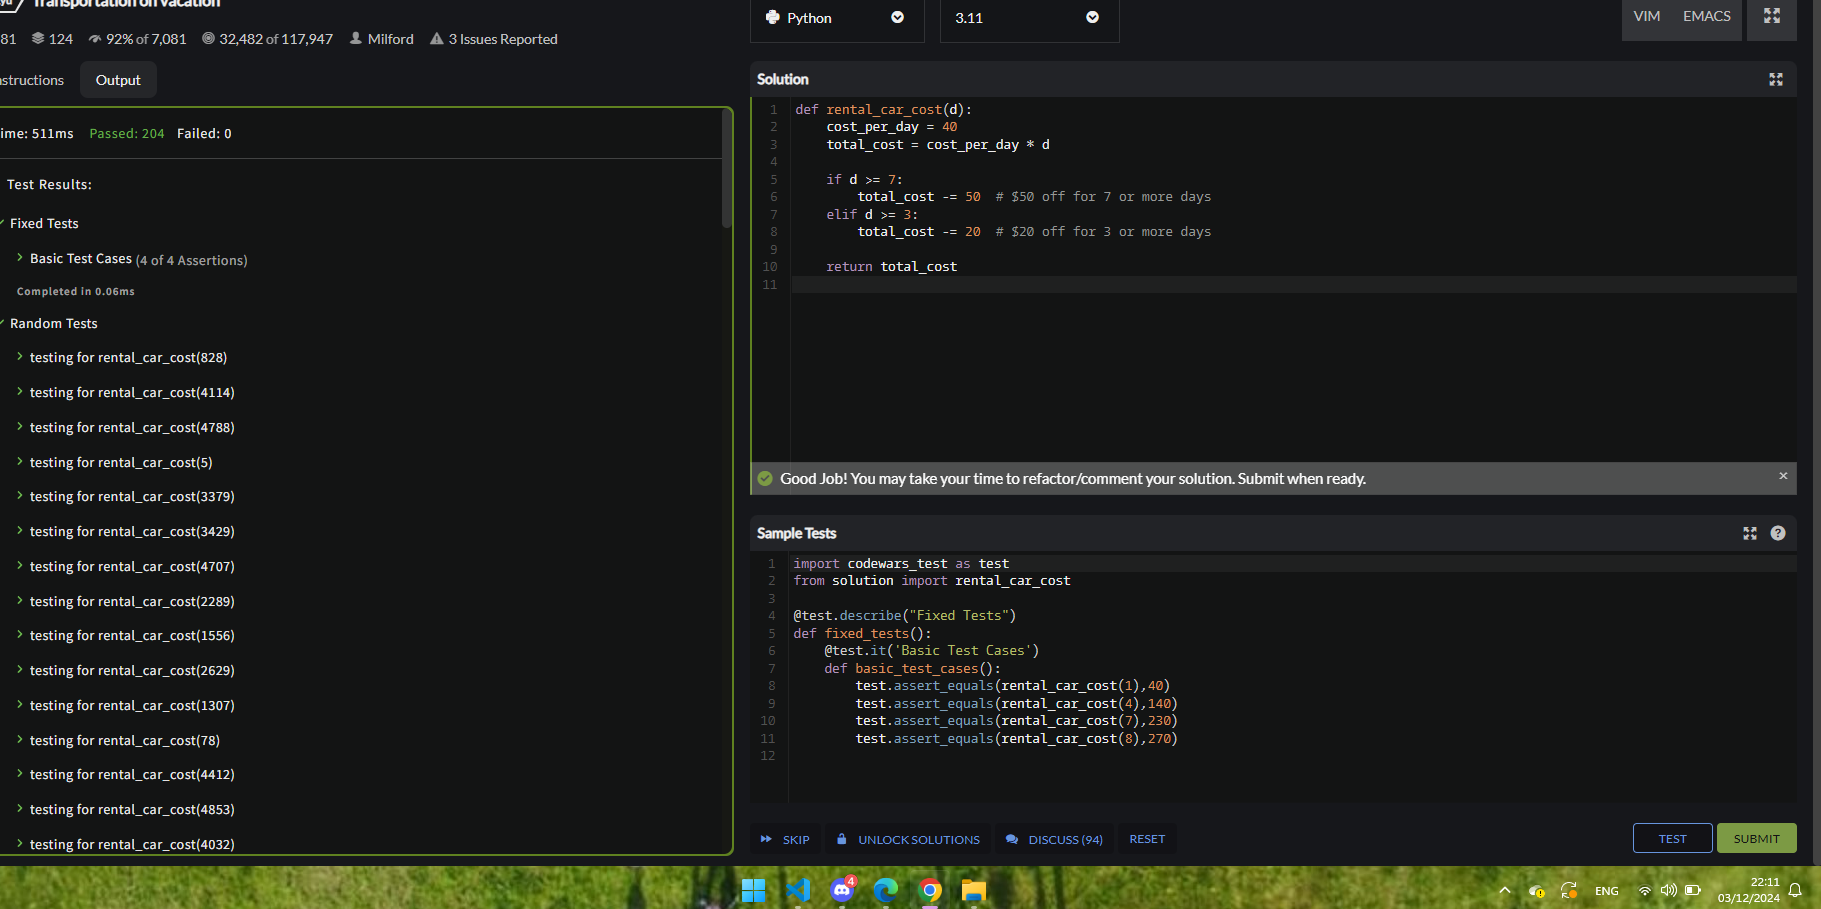 Transportation on Vacation
81 124 92% of 7,081 32,482 of 117,947 Milford 3 Issues Reported
nstructions Output
ime: 511ms Passed: 204 Failed: 0
Test Results:
Fixed Tests
Basic Test Cases (4 of 4 Assertions)
Completed in 0.06ms
Random Tests
testing for rental_car_cost(828)
testing for rental_car_cost(4114)
testing for rental_car_cost(4788)
testing for rental_car_cost(5)
testing for rental_car_cost(3379)
testing for rental_car_cost(3429)
testing for rental_car_cost(4707)
testing for rental_car_cost(2289)
testing for rental_car_cost(1556)
testing for rental_car_cost(2629)
testing for rental_car_cost(1307)
testing for rental_car_cost(78)
testing for rental_car_cost(4412)
testing for rental_car_cost(4853)
testing for rental_car_cost(4032)
Python 3.11 VIM EMACS
Solution
1 def rental_car_cost(d):
2     cost_per_day = 40
3     total_cost = cost_per_day * d
4
5     if d >= 7:
6         total_cost -= 50  # $50 off for 7 or more days
7     elif d >= 3:
8         total_cost -= 20  # $20 off for 3 or more days
9
10     return total_cost
11
Good Job! You may take your time to refactor/comment your solution. Submit when ready. ×
Sample Tests ?
1 import codewars_test as test
2 from solution import rental_car_cost
3
4 @test.describe("Fixed Tests")
5 def fixed_tests():
6     @test.it('Basic Test Cases')
7     def basic_test_cases():
8         test.assert_equals(rental_car_cost(1),40)
9         test.assert_equals(rental_car_cost(4),140)
10         test.assert_equals(rental_car_cost(7),230)
11         test.assert_equals(rental_car_cost(8),270)
12
SKIP UNLOCK SOLUTIONS DISCUSS (94) RESET TEST SUBMIT
4 ENG 22:11
03/12/2024